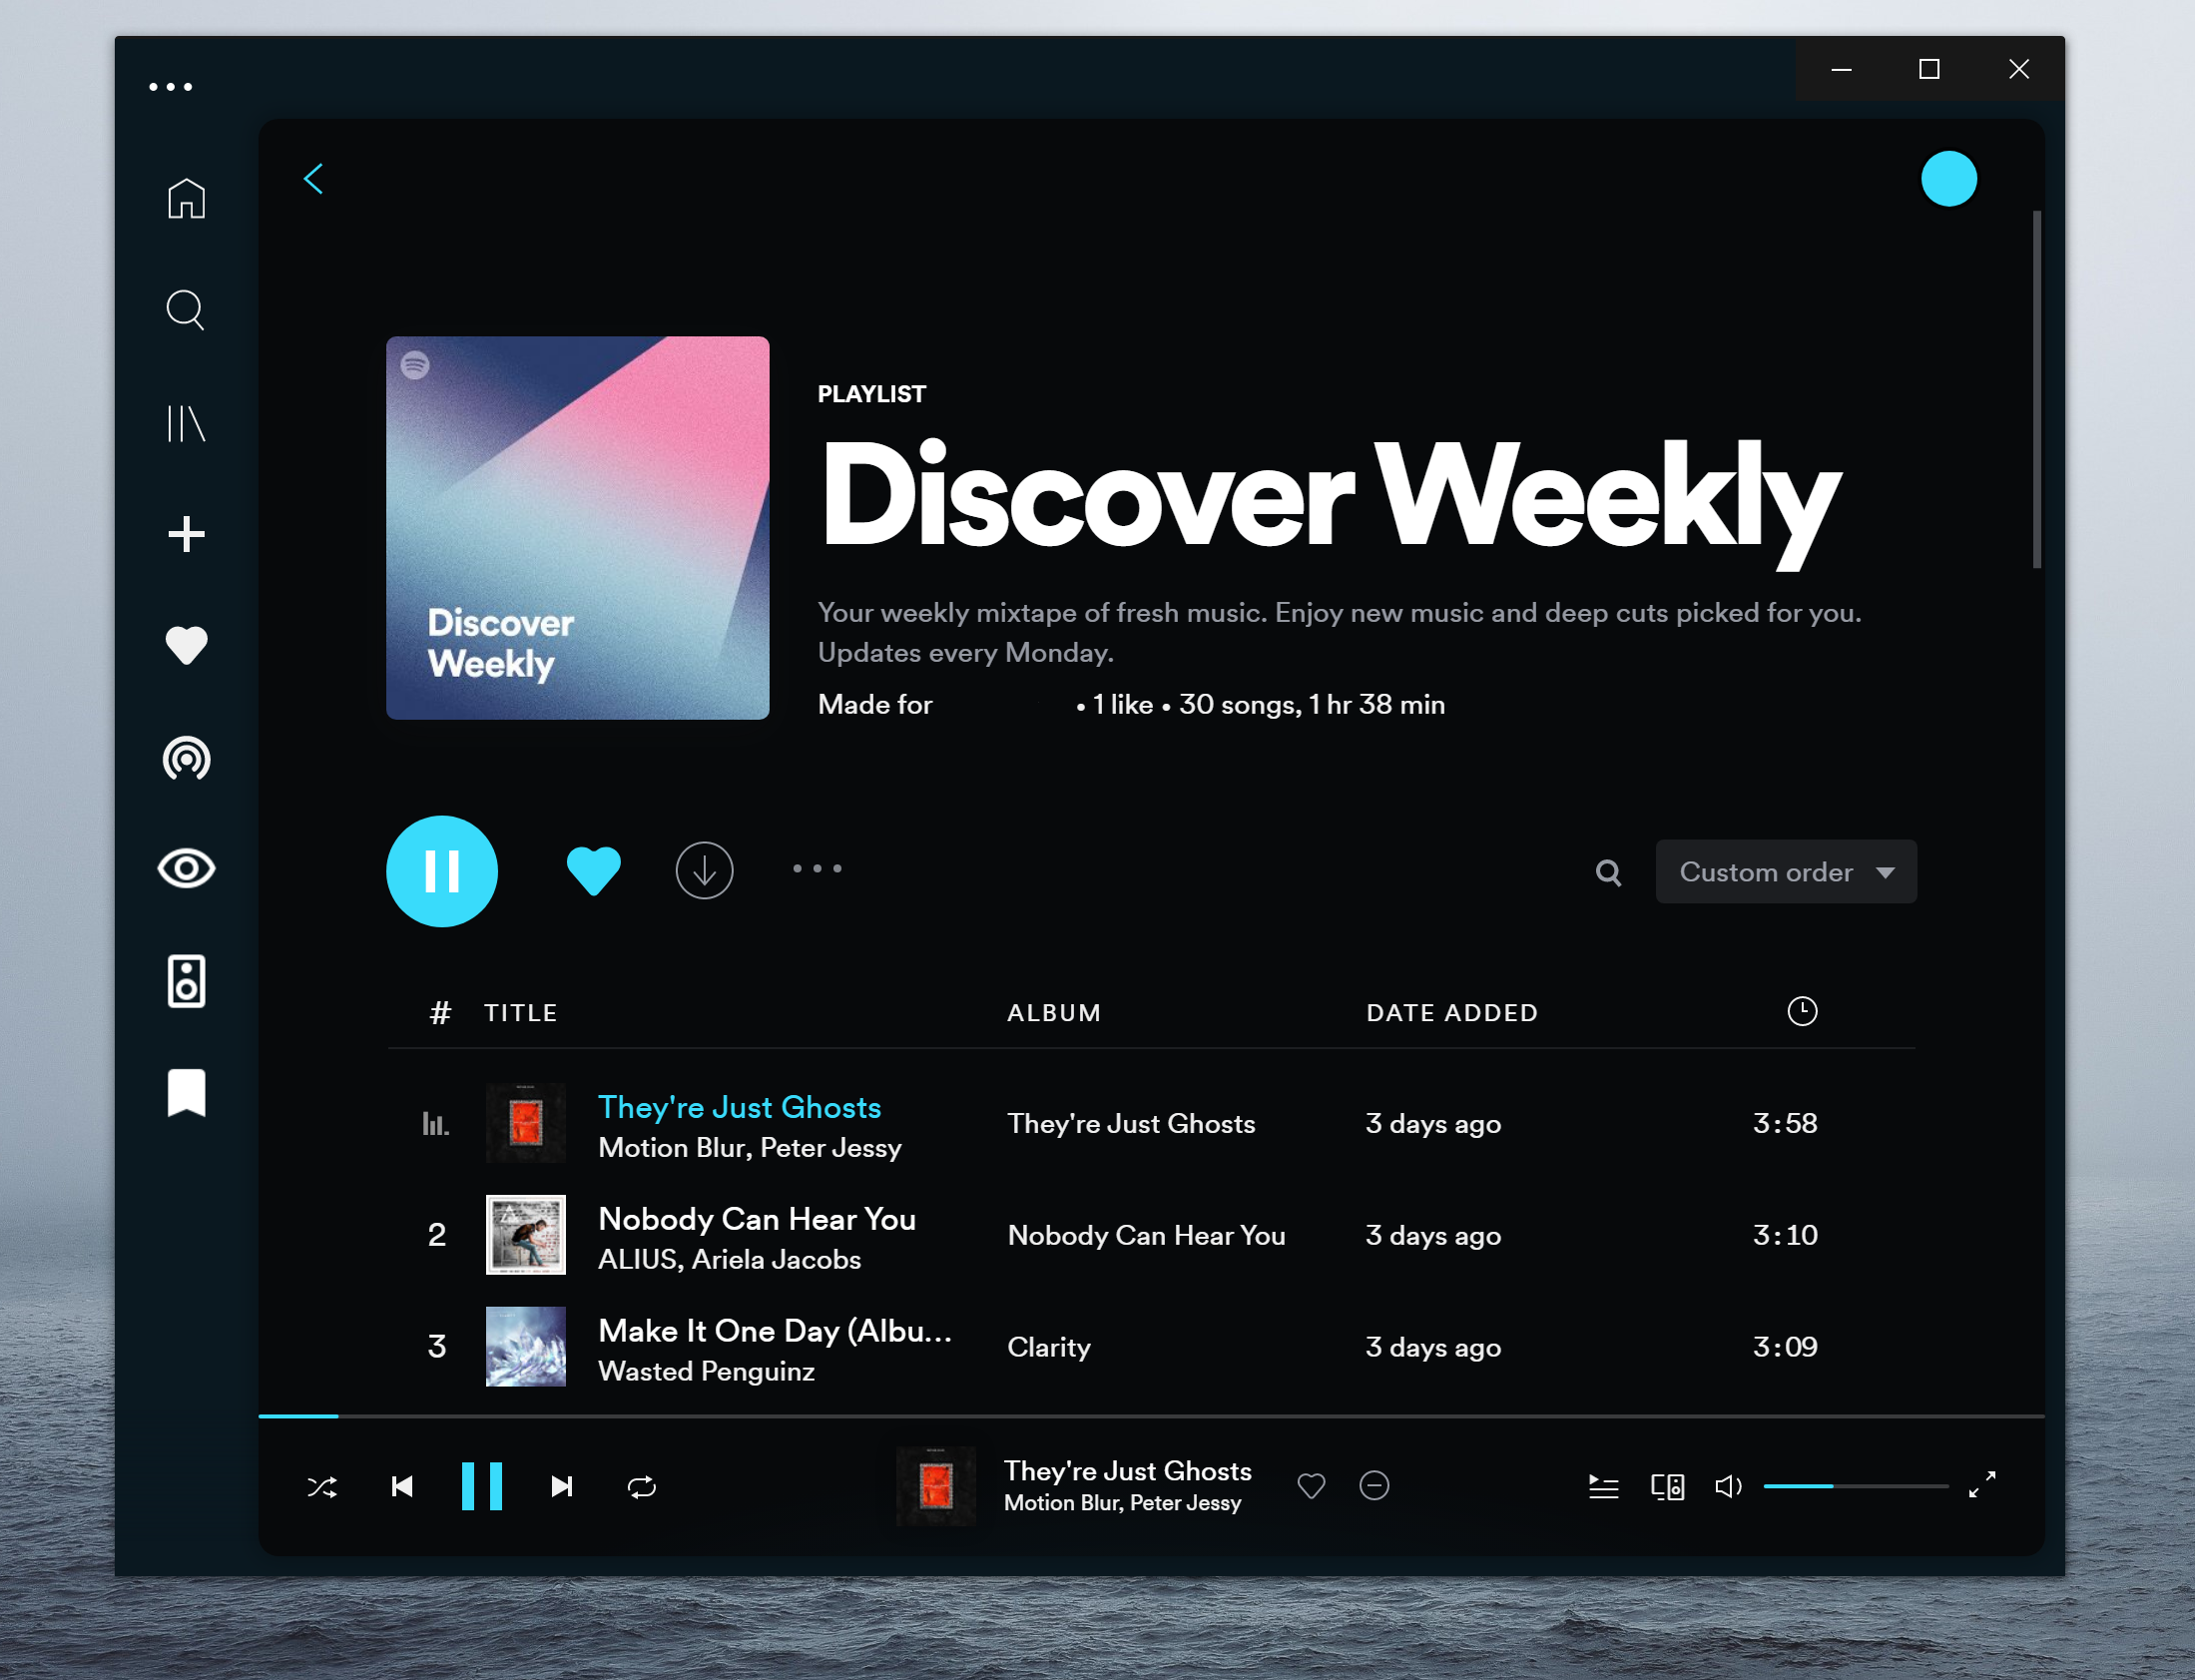 Discover
Weekly
PLAYLIST
Discover Weekly
Your weekly mixtape of fresh music. Enjoy new music and deep cuts picked for you.
Updates every Monday.
Made for • 1 like • 30 songs, 1 hr 38 min
Custom order
# TITLE ALBUM DATE ADDED
They're Just Ghosts
Motion Blur, Peter Jessy
They're Just Ghosts
3 days ago
3:58
2
Nobody Can Hear You
ALIUS, Ariela Jacobs
Nobody Can Hear You
3 days ago
3:10
3
Make It One Day (Albu...
Wasted Penguinz
Clarity
3 days ago
3:09
They're Just Ghosts
Motion Blur, Peter Jessy